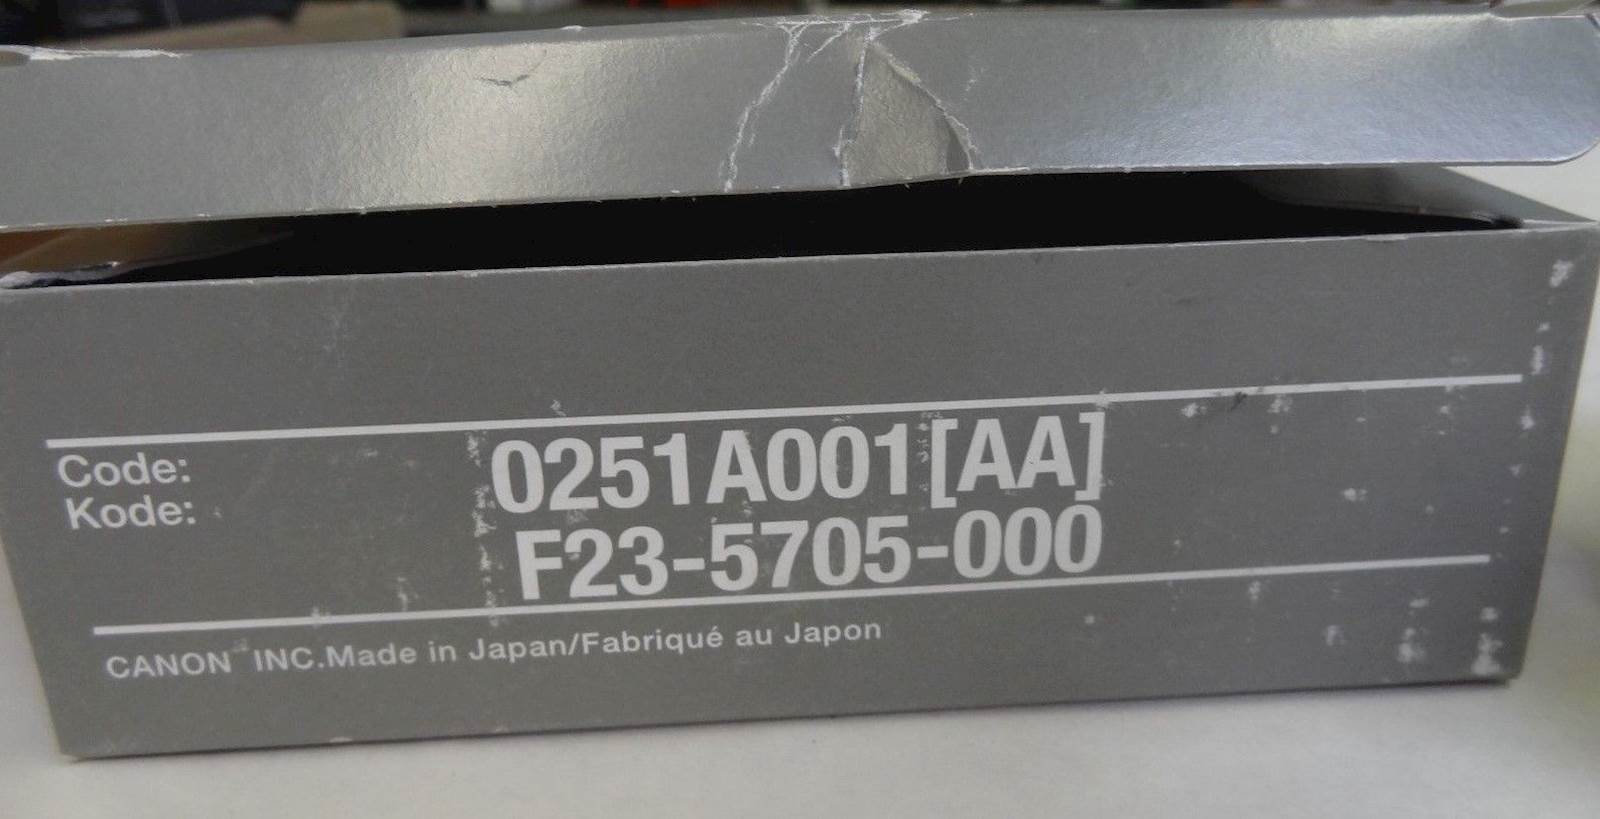 Code: 0251A001[AA]
Kode: F23-5705-000
CANON INC.Made in Japan/Fabriqué au Japon